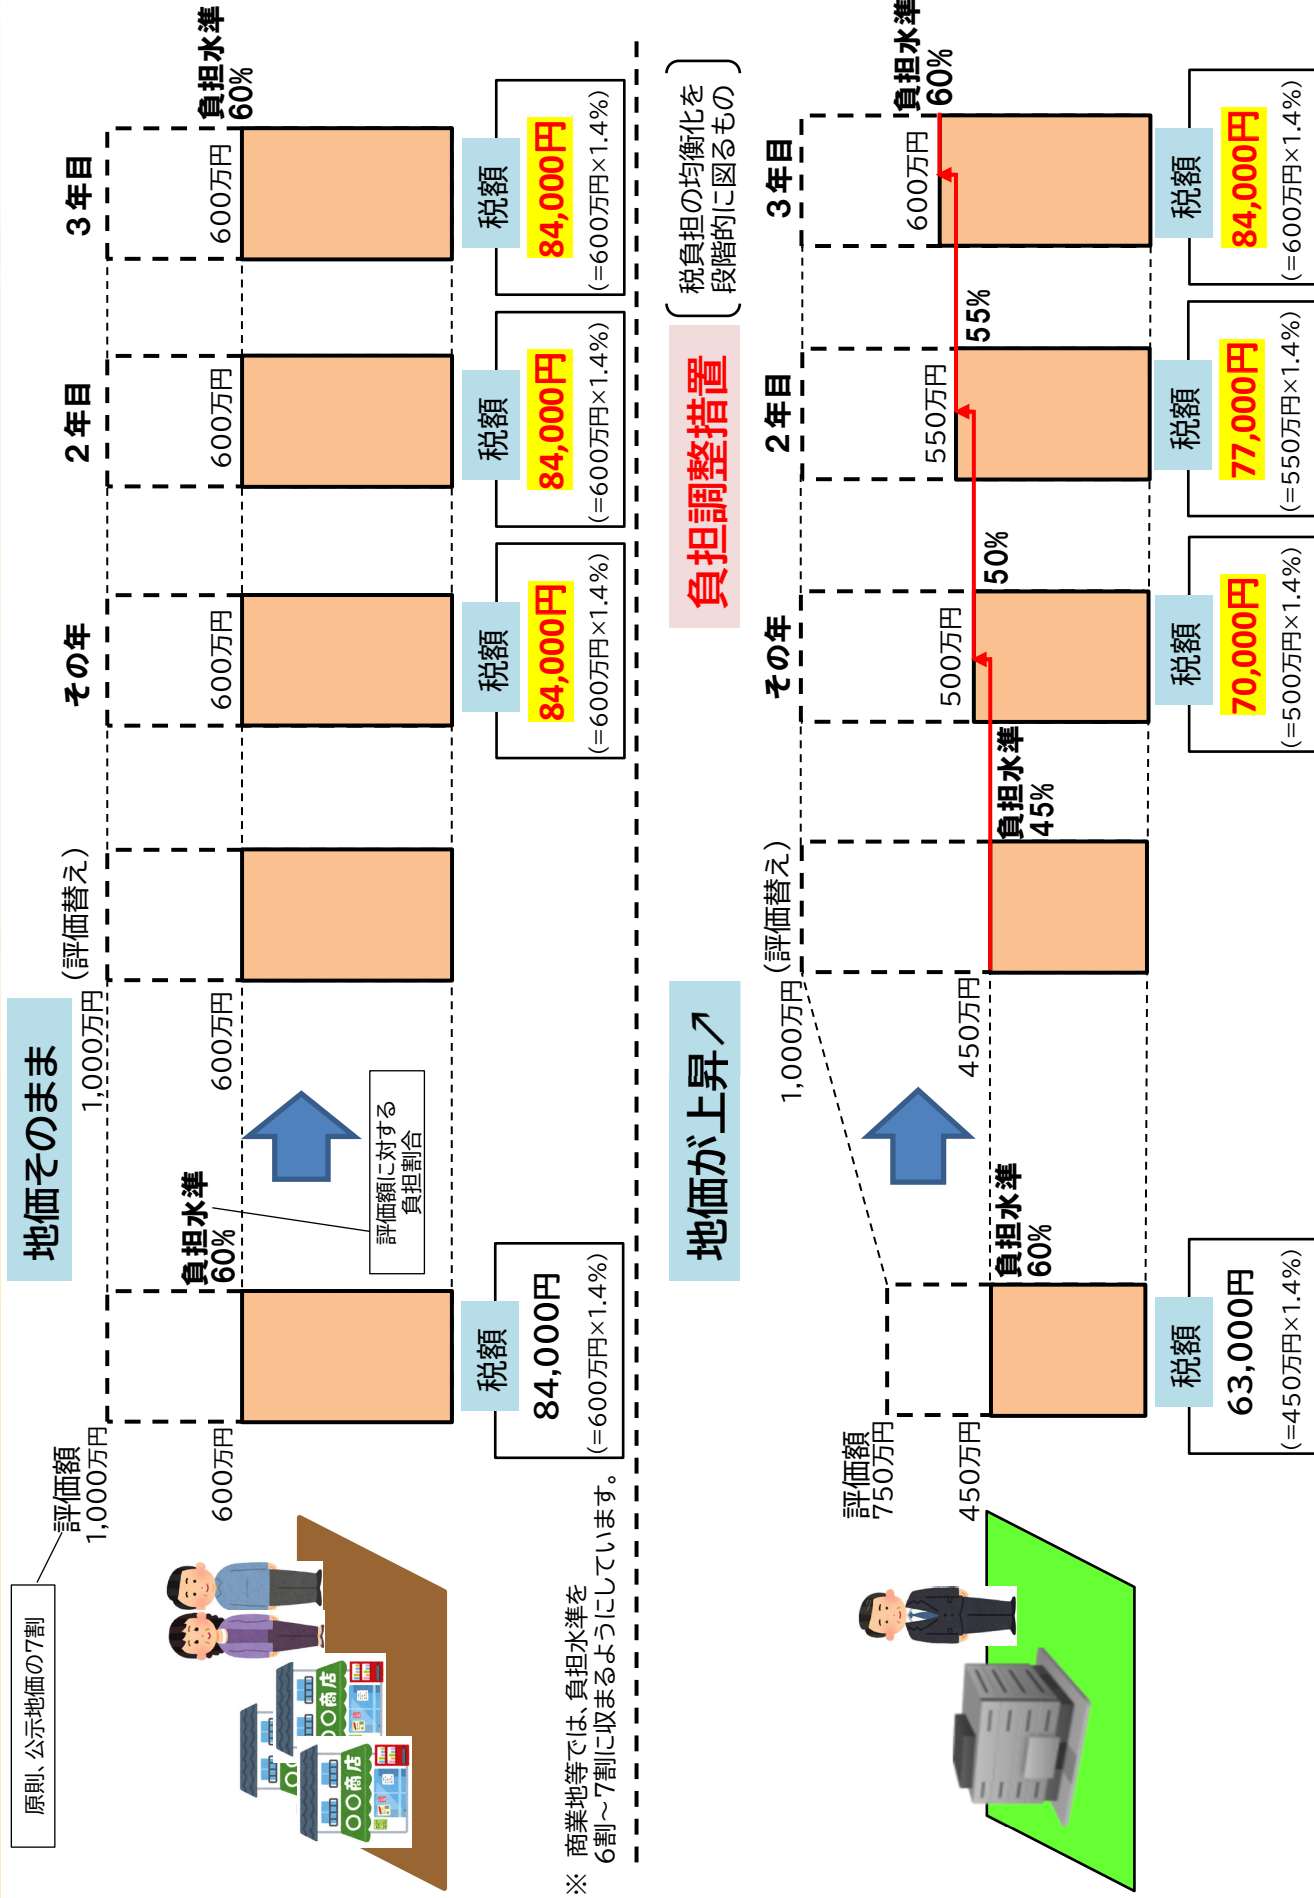 地価そのまま
原則、公示地価の7割
評価額
1,000万円
600万円
負担水準
60%
評価額に対する
負担割合
税額
84,000円
(=600万円×1.4%)
1,000万円
(評価替え)
600万円
その年
600万円
税額
84,000円
(=600万円×1.4%)
2年目
600万円
税額
84,000円
(=600万円×1.4%)
3年目
600万円
負担水準
60%
税額
84,000円
(=600万円×1.4%)
〇〇商店
〇〇商店
〇
※ 商業地等では、負担水準を
6割～7割に収まるようにしています。
地価が上昇↗
負担調整措置
税負担の均衡化を
段階的に図るもの
評価額
750万円
450万円
負担水準
60%
税額
63,000円
(=450万円×1.4%)
1,000万円
(評価替え)
450万円
負担水準
45%
その年
500万円
50%
税額
70,000円
(=500万円×1.4%)
2年目
550万円
55%
税額
77,000円
(=550万円×1.4%)
3年目
600万円
負担水準
60%
税額
84,000円
(=600万円×1.4%)